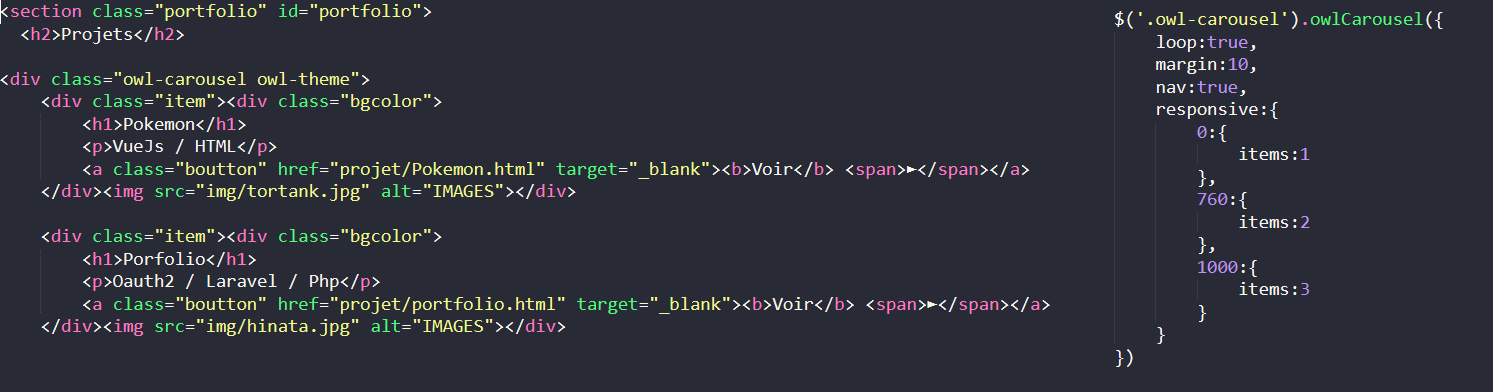 <section class="portfolio" id="portfolio">
<h2>Projets</h2>
<div class="owl-carousel owl-theme">
<div class="item"><div class="bgcolor">
<h1>Pokemon</h1>
<p>VueJs / HTML</p>
<a class="boutton" href="projet/Pokemon.html" target="_blank"><b>Voir</b> <span>►</span></a>
</div><img src="img/tortank.jpg" alt="IMAGES"></div>
<div class="item"><div class="bgcolor">
<h1>Porfolio</h1>
<p>Oauth2 / Laravel / Php</p>
<a class="boutton" href="projet/portfolio.html" target="_blank"><b>Voir</b> <span>►</span></a>
</div><img src="img/hinata.jpg" alt="IMAGES"></div>
$('.owl-carousel').owlCarousel({
loop:true,
margin:10,
nav:true,
responsive:{
0:{
items:1
},
760:{
items:2
},
1000:{
items:3
}
}
})